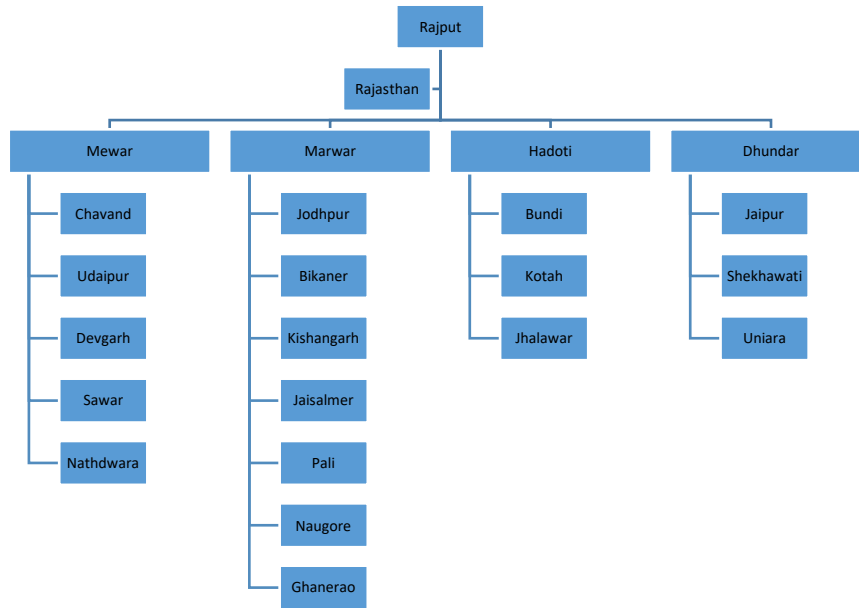 Rajput
Rajasthan
Mewar
Marwar
Hadoti
Dhundar
Chavand
Jodhpur
Bundi
Jaipur
Udaipur
Bikaner
Kotah
Shekhawati
Devgarh
Kishangarh
Jhalawar
Uniara
Sawar
Jaisalmer
Nathdwara
Pali
Naugore
Ghanerao